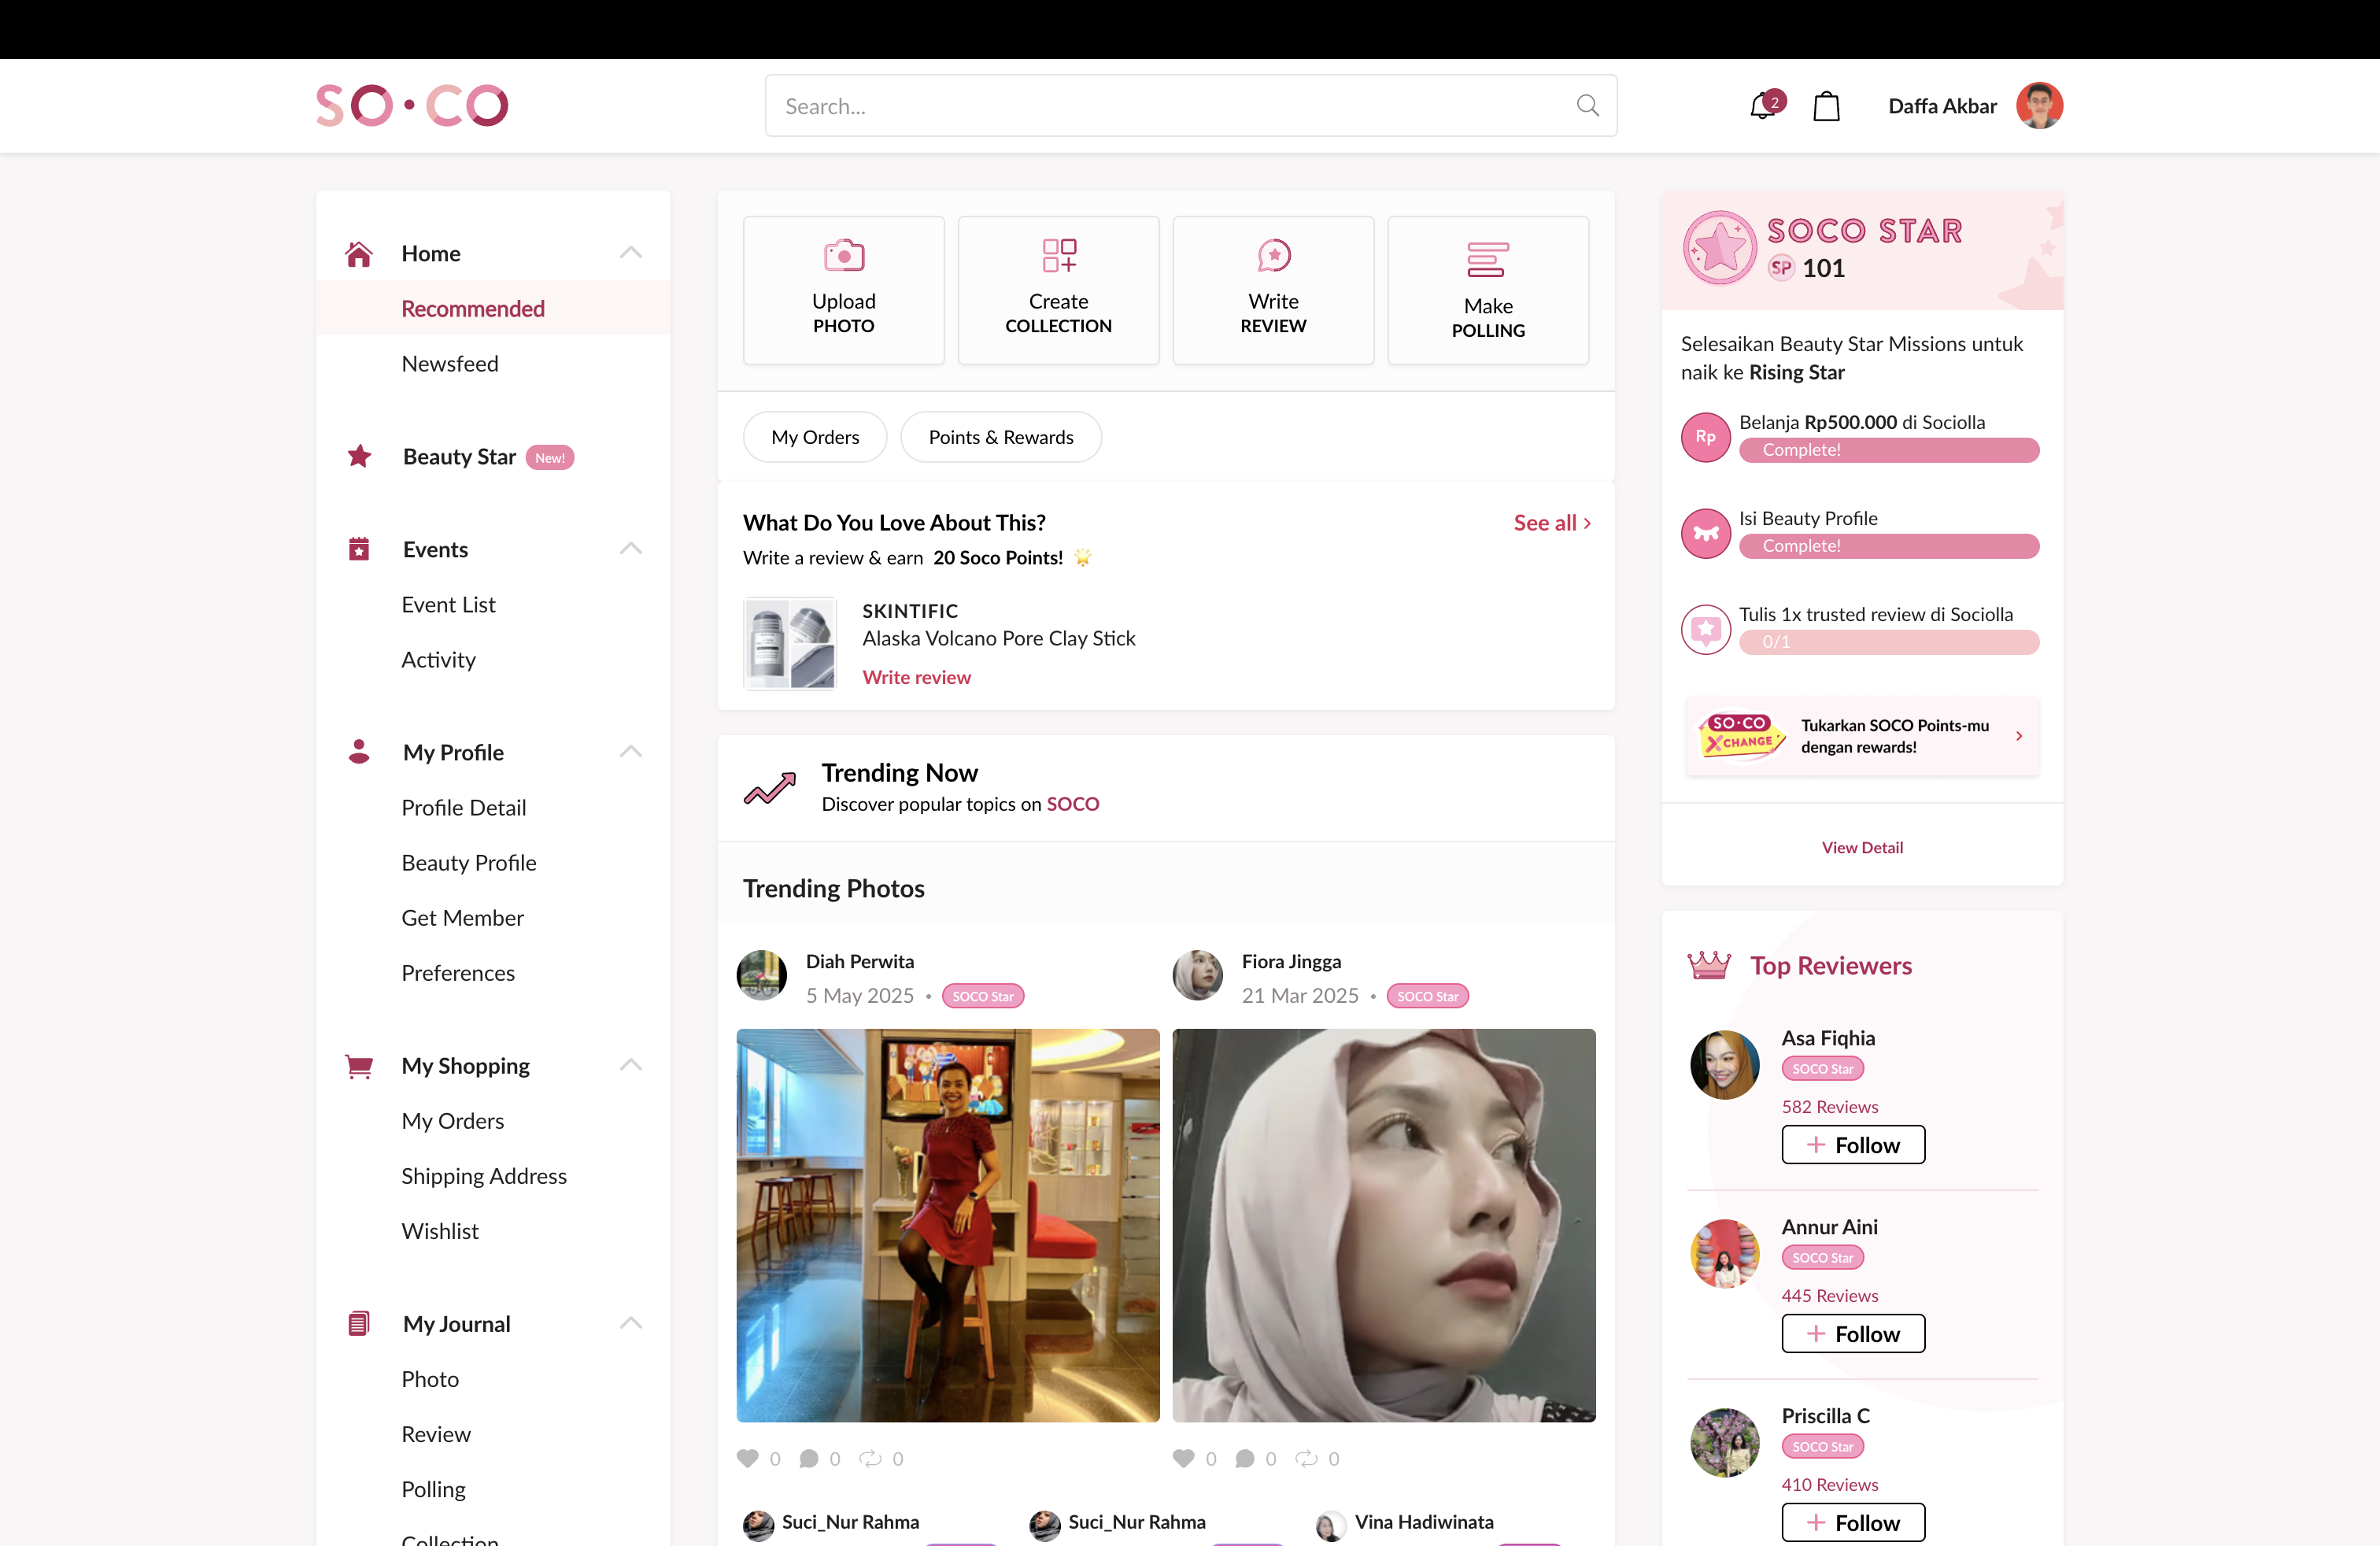 SO•CO
Search...
2
Daffa Akbar
Home
Recommended
Newsfeed
Beauty Star New!
Events
Event List
Activity
My Profile
Profile Detail
Beauty Profile
Get Member
Preferences
My Shopping
My Orders
Shipping Address
Wishlist
My Journal
Photo
Review
Polling
Collection
Upload
PHOTO
Create
COLLECTION
Write
REVIEW
Make
POLLING
My Orders
Points & Rewards
What Do You Love About This?
See all
Write a review & earn 20 Soco Points!
SKINTIFIC
Alaska Volcano Pore Clay Stick
Write review
Trending Now
Discover popular topics on SOCO
Trending Photos
Diah Perwita
5 May 2025 • SOCO Star
Fiora Jingga
21 Mar 2025 • SOCO Star
0 0 0
0 0 0
Suci_Nur Rahma
Suci_Nur Rahma
Vina Hadiwinata
SOCO STAR
SP 101
Selesaikan Beauty Star Missions untuk
naik ke Rising Star
Rp
Belanja Rp500.000 di Sociolla
Complete!
Isi Beauty Profile
Complete!
Tulis 1x trusted review di Sociolla
0/1
SO•CO
XCHANGE
Tukarkan SOCO Points-mu
dengan rewards!
View Detail
Top Reviewers
Asa Fiqhia
SOCO Star
582 Reviews
+ Follow
Annur Aini
SOCO Star
445 Reviews
+ Follow
Priscilla C
SOCO Star
410 Reviews
+ Follow